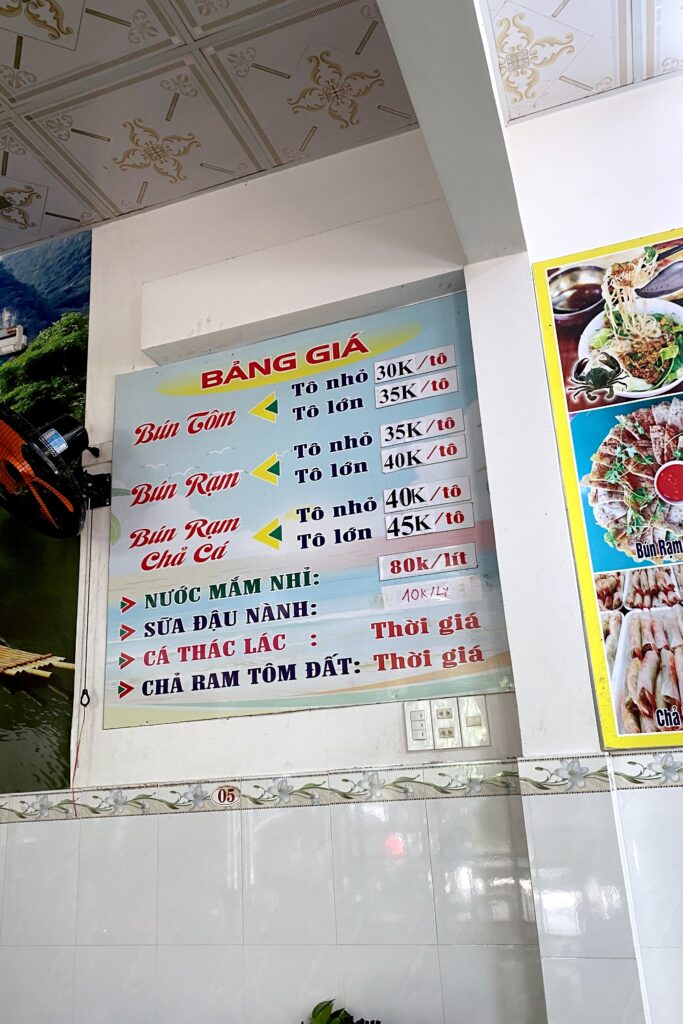 BẢNG GIÁ
Bún Tôm
Tô nhỏ 30K/tô
Tô lớn 35K/tô
Bún Rạm
Tô nhỏ 35K/tô
Tô lớn 40K/tô
Bún Rạm
Chả Cá
Tô nhỏ 40K/tô
Tô lớn 45K/tô
NƯỚC MẮM NHỈ: 80k/lít
SỮA ĐẬU NÀNH: 10K/LY
CÁ THÁC LÁC : Thời giá
CHẢ RAM TÔM ĐẤT: Thời giá
05
Bún Rạm
Chả